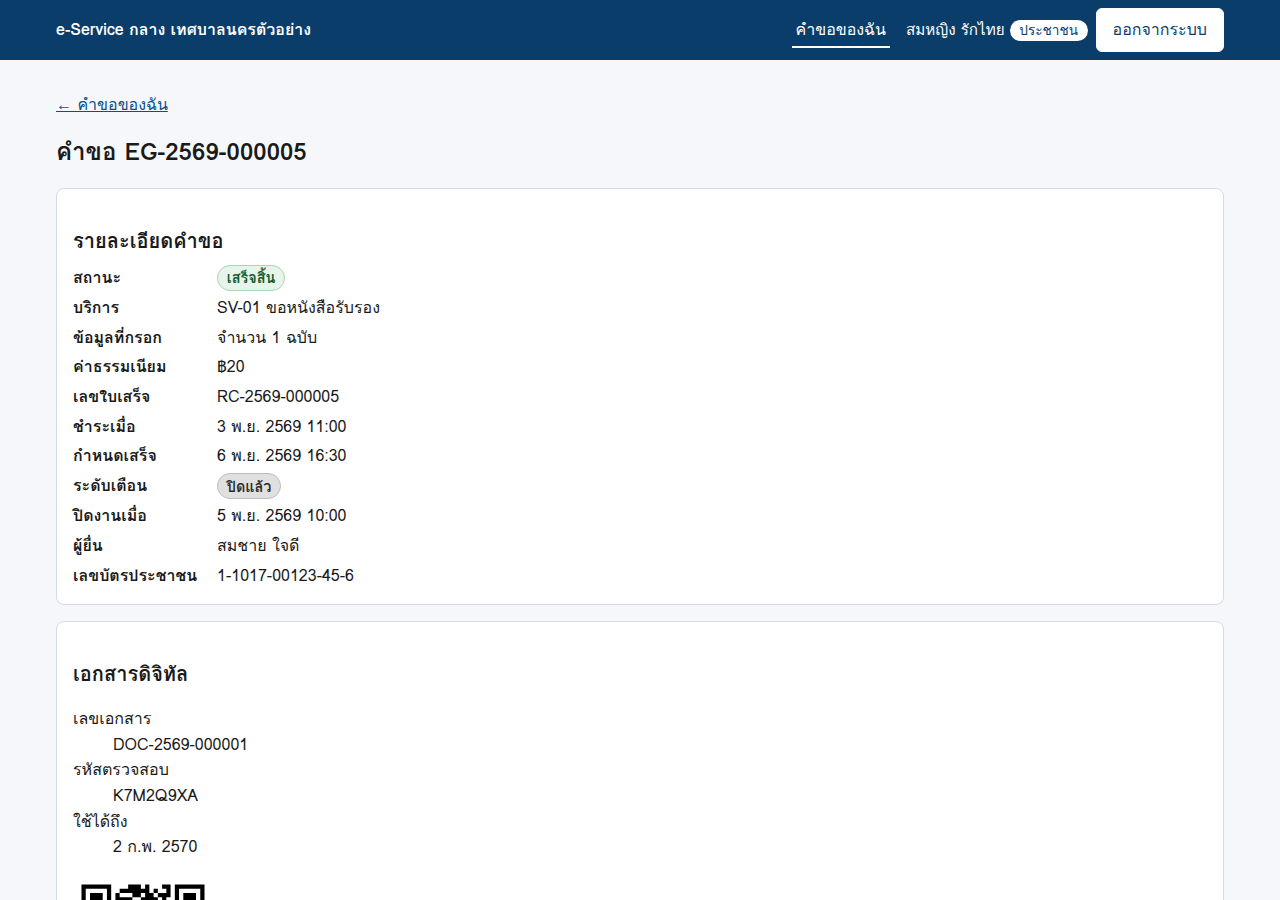 e-Service กลาง เทศบาลนครตัวอย่าง
คำขอของฉัน สมหญิง รักไทย ประชาชน ออกจากระบบ
← คำขอของฉัน
คำขอ EG-2569-000005
รายละเอียดคำขอ
สถานะ เสร็จสิ้น
บริการ SV-01 ขอหนังสือรับรอง
ข้อมูลที่กรอก จำนวน 1 ฉบับ
ค่าธรรมเนียม ฿20
เลขใบเสร็จ RC-2569-000005
ชำระเมื่อ 3 พ.ย. 2569 11:00
กำหนดเสร็จ 6 พ.ย. 2569 16:30
ระดับเตือน ปิดแล้ว
ปิดงานเมื่อ 5 พ.ย. 2569 10:00
ผู้ยื่น สมชาย ใจดี
เลขบัตรประชาชน 1-1017-00123-45-6
เอกสารดิจิทัล
เลขเอกสาร
DOC-2569-000001
รหัสตรวจสอบ
K7M2Q9XA
ใช้ได้ถึง
2 ก.พ. 2570